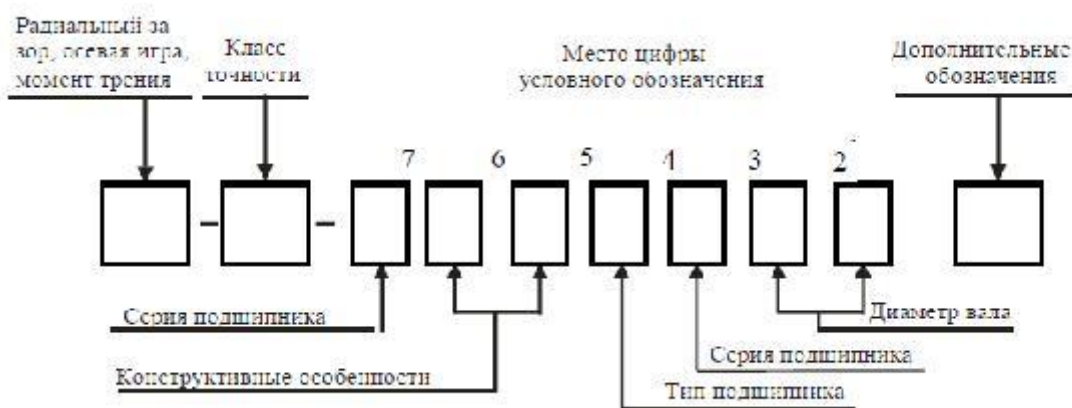 Радиальный за
зор, осевая игра,
момент трения
Класс
точности
Место цифры
условного обозначения
Дополнительные
обозначения
7 6 5 4 3 2
Серия подшипника
Диаметр вала
Конструктивные особенности
Серия подшипника
Тип подшипника